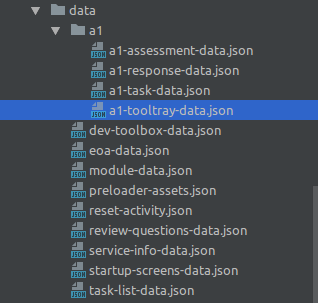 data
a1
a1-assessment-data.json
a1-response-data.json
a1-task-data.json
a1-tooltray-data.json
dev-toolbox-data.json
eoa-data.json
module-data.json
preloader-assets.json
reset-activity.json
review-questions-data.json
service-info-data.json
startup-screens-data.json
task-list-data.json